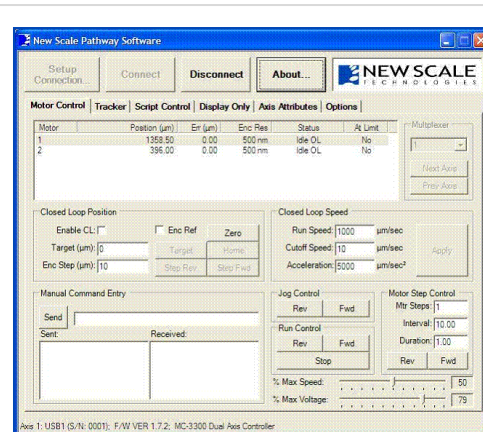 New Scale Pathway Software
Setup Connection...
Connect
Disconnect
About...
NEW SCALE
TECHNOLOGIES
Motor Control Tracker Script Control Display Only Axis Attributes Options
Motor Position (µm) Err (µm) Enc Res Status At Limit
1 1358.50 0.00 500 nm Idle OL No
2 396.00 0.00 500 nm Idle OL No
Multiplexer
1
Next Axis
Prev Axis
Closed Loop Position
Enable CL: Enc Ref Zero
Target (µm): 0 Target Home
Enc Step (µm): 10 Step Rev Step Fwd
Closed Loop Speed
Run Speed: 1000 µm/sec
Cutoff Speed: 10 µm/sec
Acceleration: 5000 µm/sec²
Apply
Manual Command Entry
Send
Sent: Received:
Jog Control
Rev Fwd
Run Control
Rev Fwd
Stop
Motor Step Control
Mtr Steps: 1
Interval: 10.00
Duration: 1.00
Rev Fwd
% Max Speed: 50
% Max Voltage: 79
Axis 1: USB1 (S/N: 0001); F/W VER 1.7.2; MC-3300 Dual Axis Controller